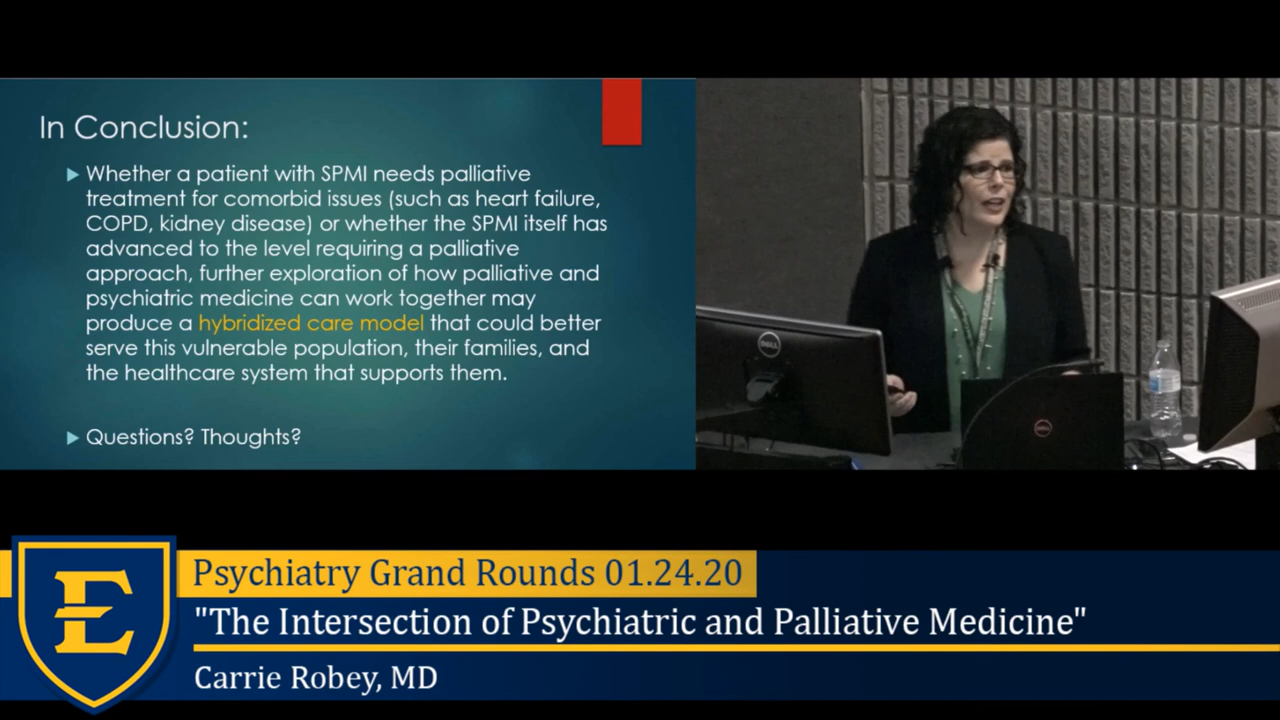 In Conclusion:
Whether a patient with SPMI needs palliative
treatment for comorbid issues (such as heart failure,
COPD, kidney disease) or whether the SPMI itself has
advanced to the level requiring a palliative
approach, further exploration of how palliative and
psychiatric medicine can work together may
produce a hybridized care model that could better
serve this vulnerable population, their families, and
the healthcare system that supports them.
Questions? Thoughts?
DELL
DELL
E
Psychiatry Grand Rounds 01.24.20
"The Intersection of Psychiatric and Palliative Medicine"
Carrie Robey, MD